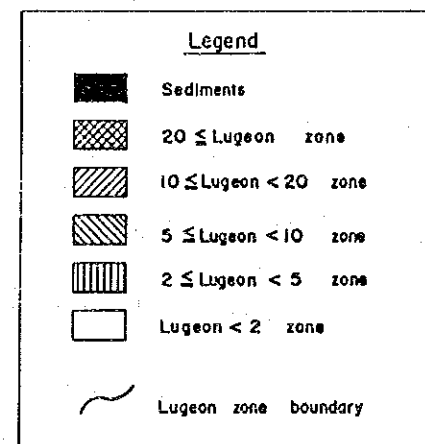 Legend
Sediments
20 ≤ Lugeon zone
10 ≤ Lugeon < 20 zone
5 ≤ Lugeon < 10 zone
2 ≤ Lugeon < 5 zone
Lugeon < 2 zone
Lugeon zone boundary